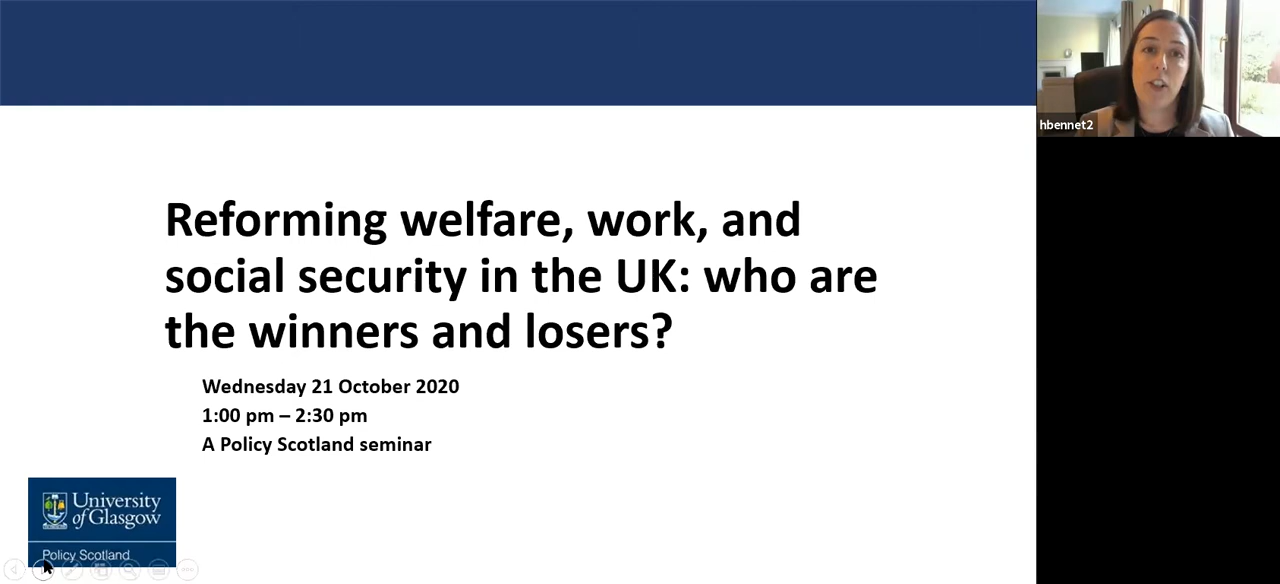 Reforming welfare, work, and
social security in the UK: who are
the winners and losers?
Wednesday 21 October 2020
1:00 pm – 2:30 pm
A Policy Scotland seminar
University
of Glasgow
Policy Scotland
hbennet2